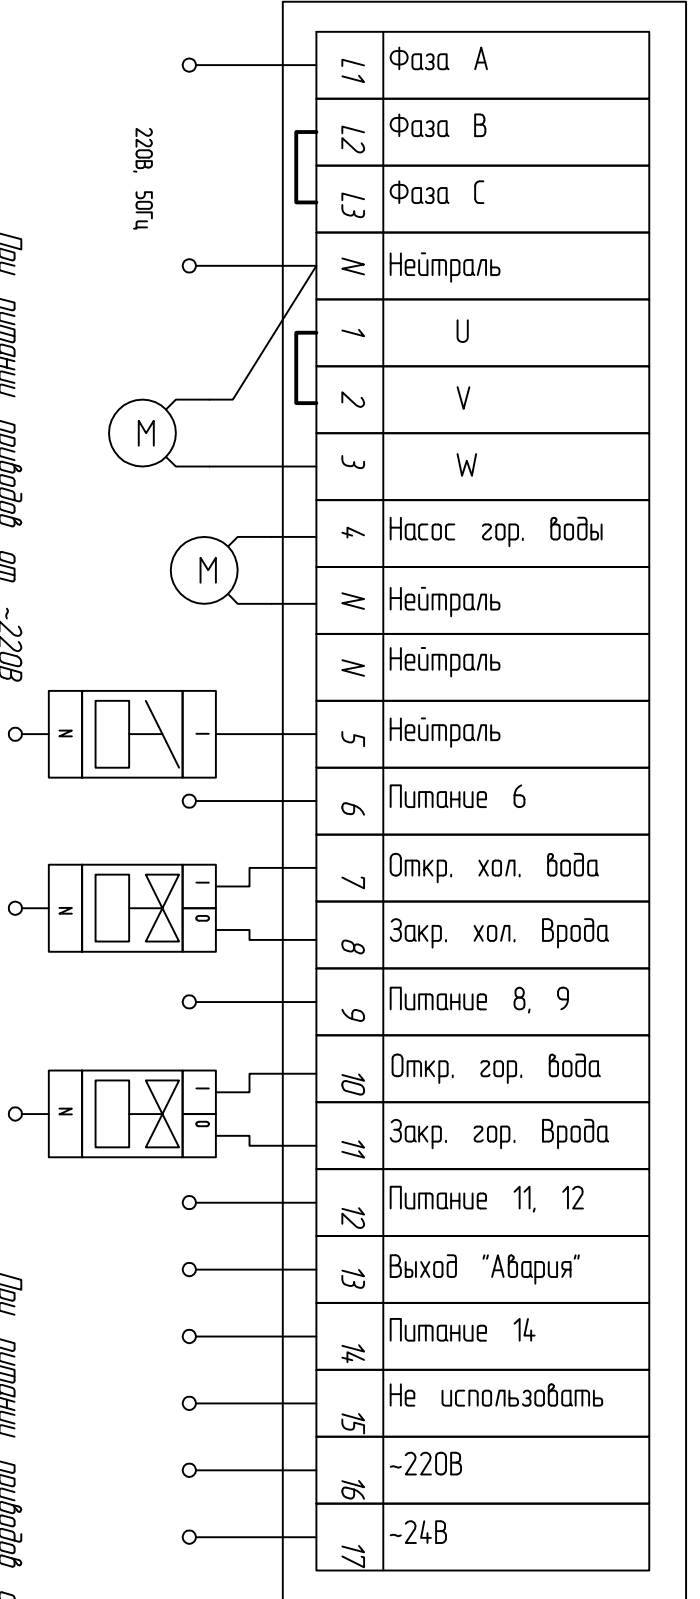 L1 Фаза А
L2 Фаза В
L3 Фаза С
N Нейтраль
1 U
2 V
3 W
4 Насос гор. воды
N Нейтраль
N Нейтраль
5 Нейтраль
6 Питание 6
7 Откр. хол. вода
8 Закр. хол. Врода
9 Питание 8, 9
10 Откр. гор. вода
11 Закр. гор. Врода
12 Питание 11, 12
13 Выход "Авария"
14 Питание 14
15 Не использовать
16 ~220В
17 ~24В
220В, 50Гц
М
М
N I
N I O
N I O
При питании приводов от ~220В
При питании приводов